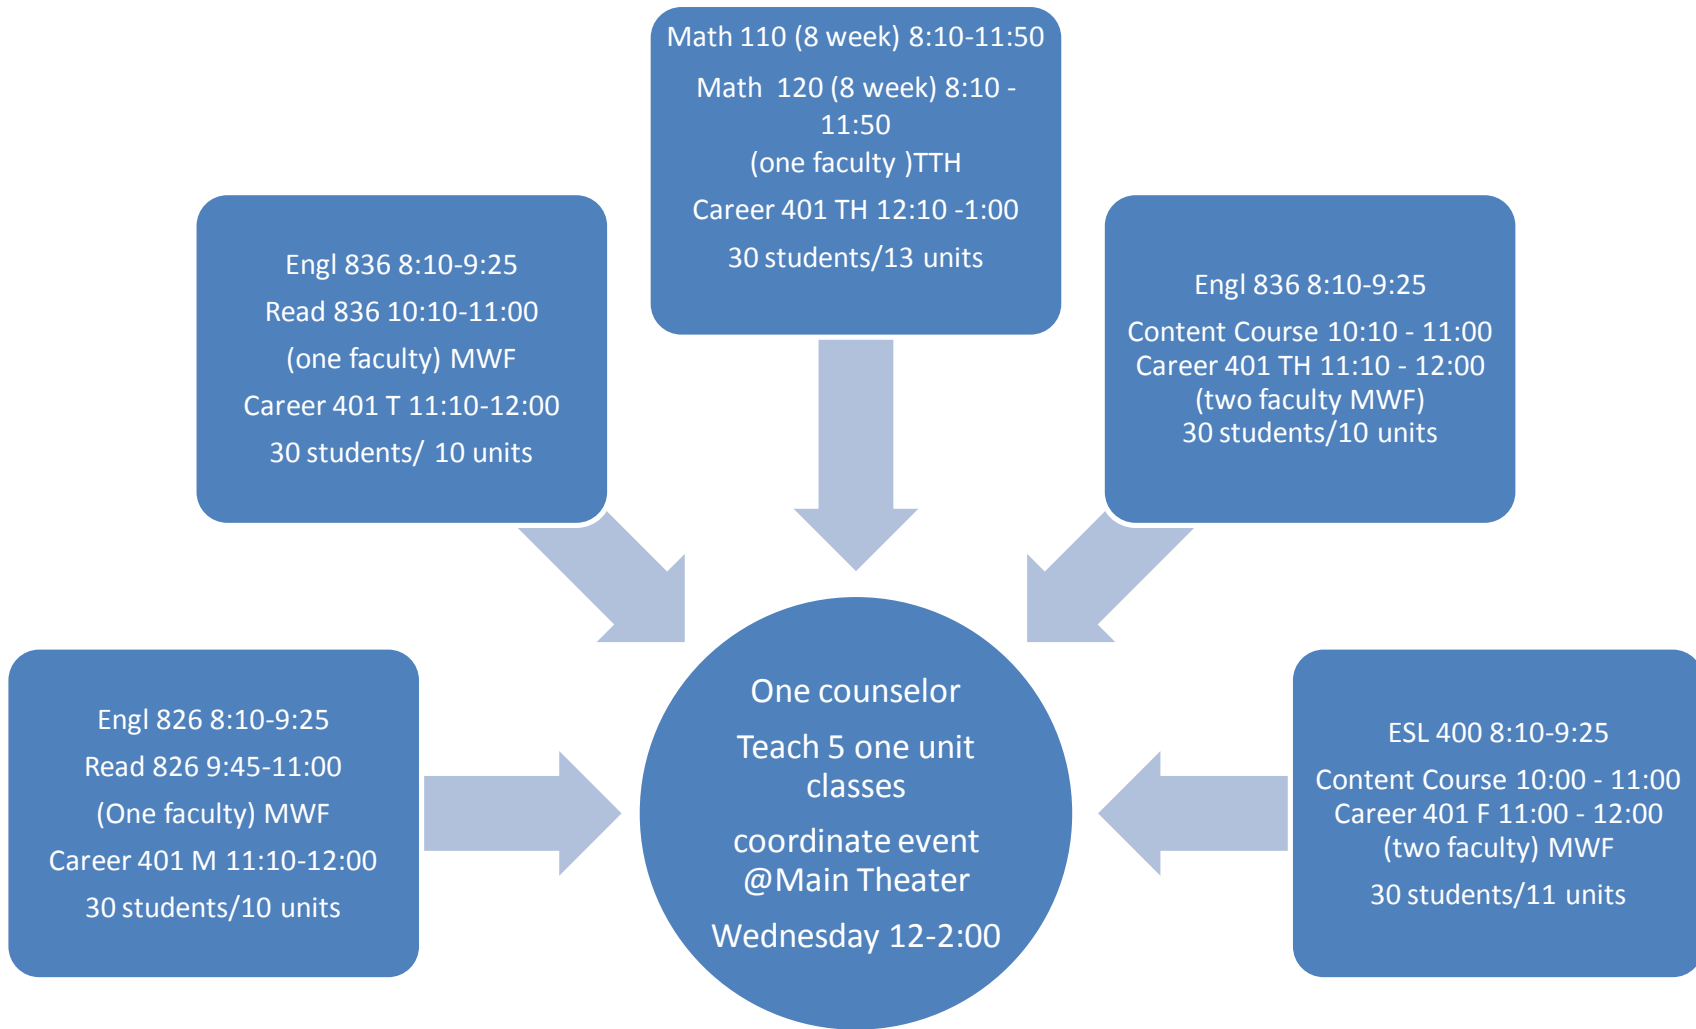 Math 110 (8 week) 8:10-11:50
Math  120 (8 week) 8:10 -
11:50
(one faculty )TTH
Career 401 TH 12:10 -1:00
30 students/13 units
Engl 836 8:10-9:25
Read 836 10:10-11:00
(one faculty) MWF
Career 401 T 11:10-12:00
30 students/ 10 units
Engl 836 8:10-9:25
Content Course 10:10 - 11:00
Career 401 TH 11:10 - 12:00
(two faculty MWF)
30 students/10 units
Engl 826 8:10-9:25
Read 826 9:45-11:00
(One faculty) MWF
Career 401 M 11:10-12:00
30 students/10 units
One counselor
Teach 5 one unit
classes
coordinate event
@Main Theater
Wednesday 12-2:00
ESL 400 8:10-9:25
Content Course 10:00 - 11:00
Career 401 F 11:00 - 12:00
(two faculty) MWF
30 students/11 units